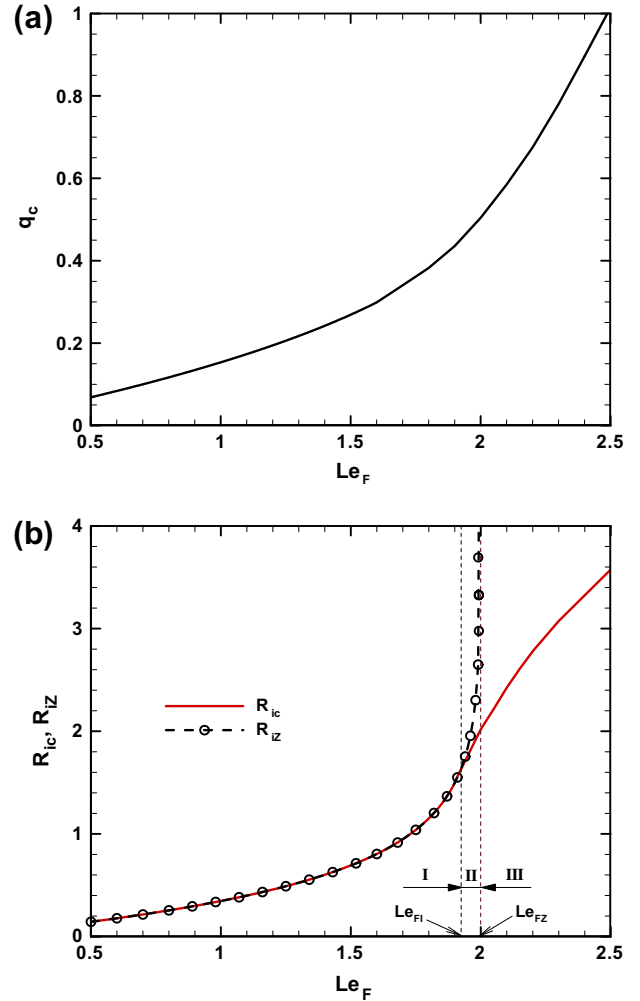 (a)
1
0.8
0.6
0.4
0.2
0
q_c
0.5 1 1.5 2 2.5
Le_F
(b)
4
3
2
1
0
R_ic, R_iZ
R_ic
R_iZ
I II III
Le_FI Le_FZ
0.5 1 1.5 2 2.5
Le_F